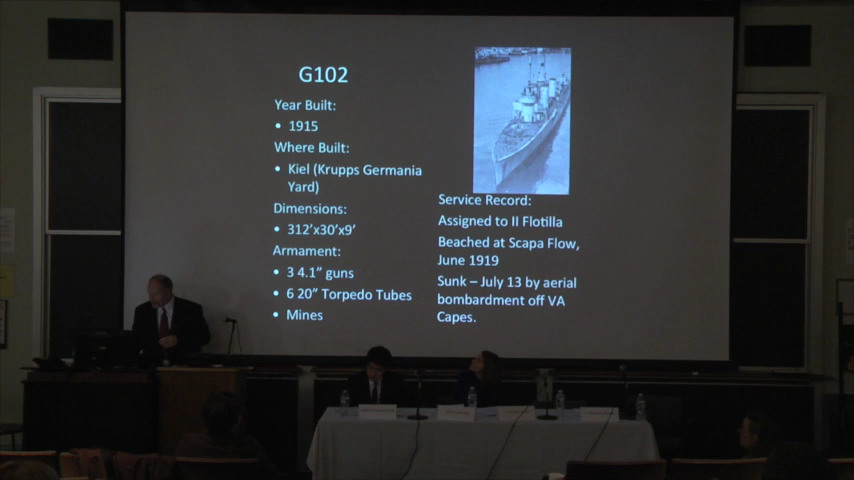 G102
Year Built:
• 1915
Where Built:
• Kiel (Krupps Germania
Yard)
Dimensions:
• 312'x30'x9'
Armament:
• 3 4.1” guns
• 6 20” Torpedo Tubes
• Mines
Service Record:
Assigned to II Flotilla
Beached at Scapa Flow,
June 1919
Sunk – July 13 by aerial
bombardment off VA
Capes.